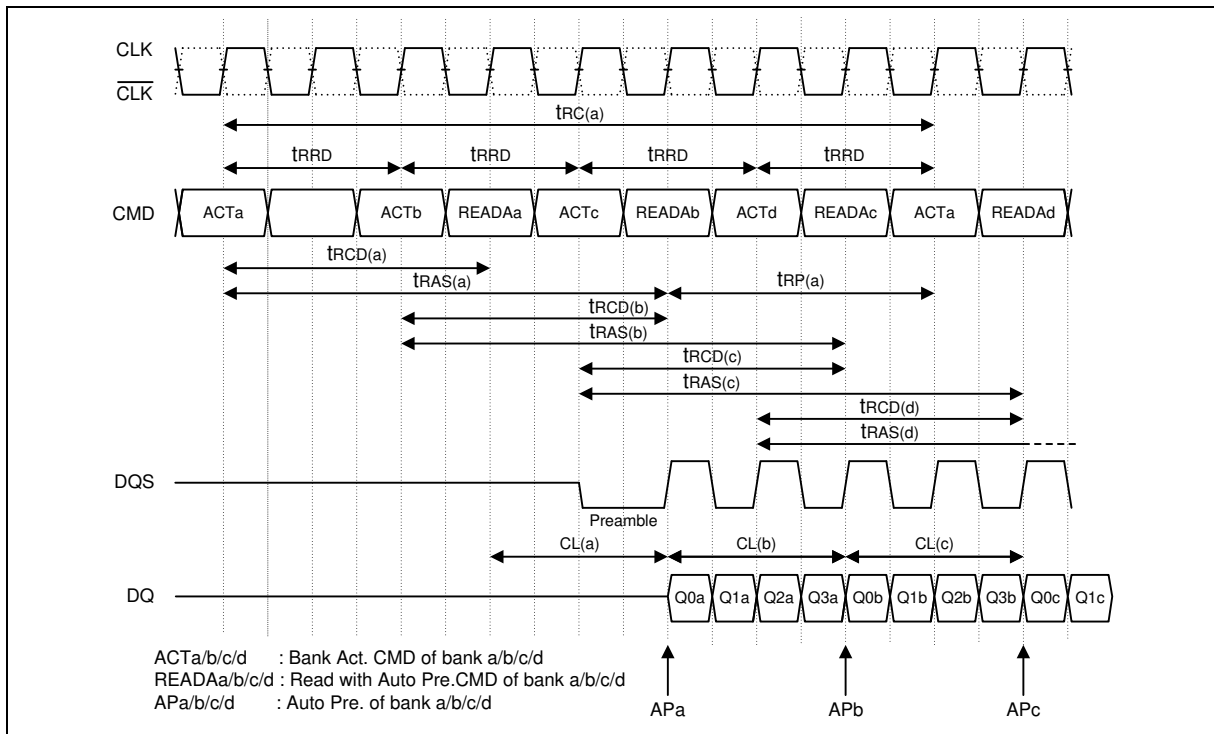 CLK
CLK
tRC(a)
tRRD tRRD tRRD tRRD
CMD ACTa ACTb READAa ACTc READAb ACTd READAc ACTa READAd
tRCD(a)
tRAS(a) tRP(a)
tRCD(b)
tRAS(b)
tRCD(c)
tRAS(c)
tRCD(d)
tRAS(d)
DQS
Preamble
CL(a) CL(b) CL(c)
DQ Q0a Q1a Q2a Q3a Q0b Q1b Q2b Q3b Q0c Q1c
ACTa/b/c/d : Bank Act. CMD of bank a/b/c/d
READAa/b/c/d : Read with Auto Pre.CMD of bank a/b/c/d
APa/b/c/d : Auto Pre. of bank a/b/c/d
APa APb APc